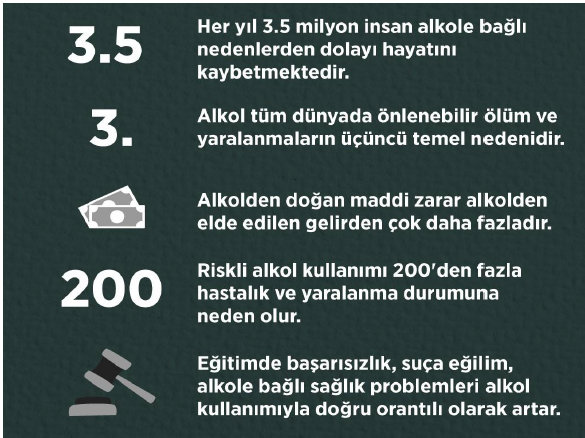 3.5
Her yıl 3.5 milyon insan alkole bağlı
nedenlerden dolayı hayatını
kaybetmektedir.
3.
Alkol tüm dünyada önlenebilir ölüm ve
yaralanmaların üçüncü temel nedenidir.
Alkolden doğan maddi zarar alkolden
elde edilen gelirden çok daha fazladır.
200
Riskli alkol kullanımı 200'den fazla
hastalık ve yaralanma durumuna
neden olur.
Eğitimde başarısızlık, suça eğilim,
alkole bağlı sağlık problemleri alkol
kullanımıyla doğru orantılı olarak artar.